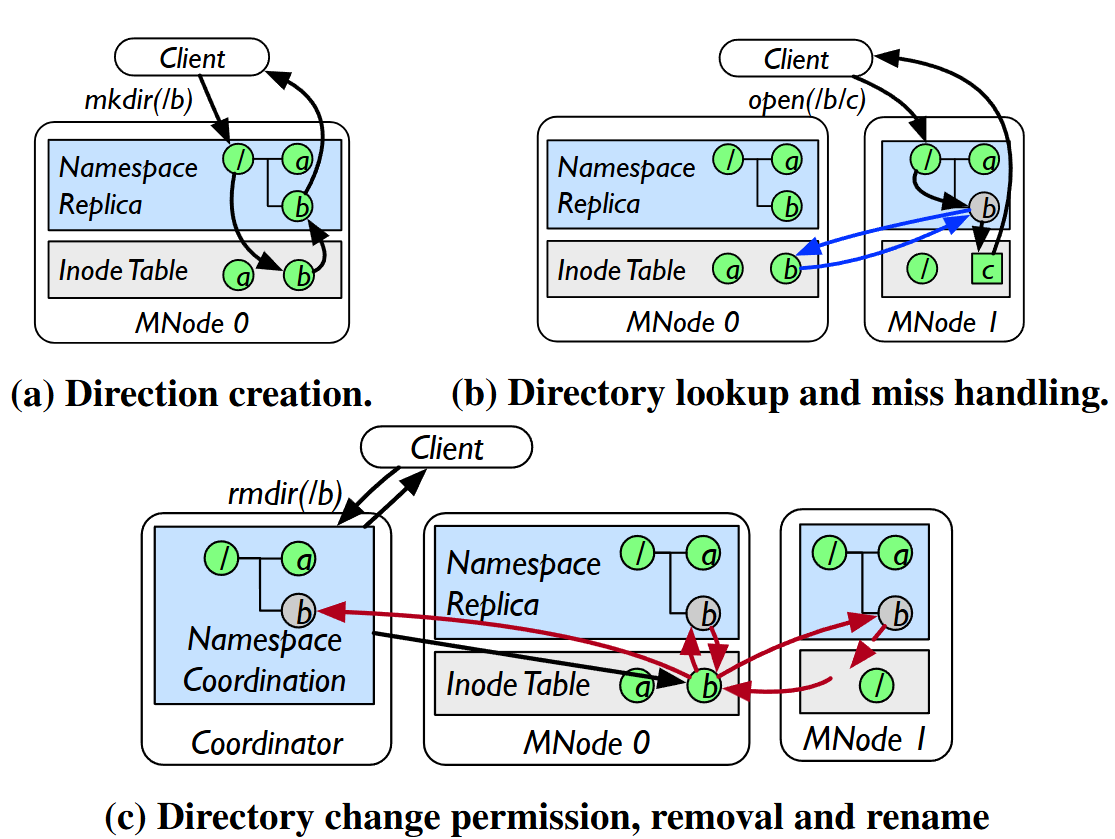 Client
mkdir(/b)
/ a
Namespace
Replica
b
Inode Table
a b
MNode 0
(a) Direction creation.
Client
open(/b/c)
Namespace
Replica
/ a
b
Inode Table
a b
MNode 0
/ a
b
/ c
MNode 1
(b) Directory lookup and miss handling.
Client
rmdir(/b)
/ a
b
Namespace
Coordination
Coordinator
Namespace
Replica
/ a
b
Inode Table
a b
MNode 0
/ a
b
/
MNode 1
(c) Directory change permission, removal and rename